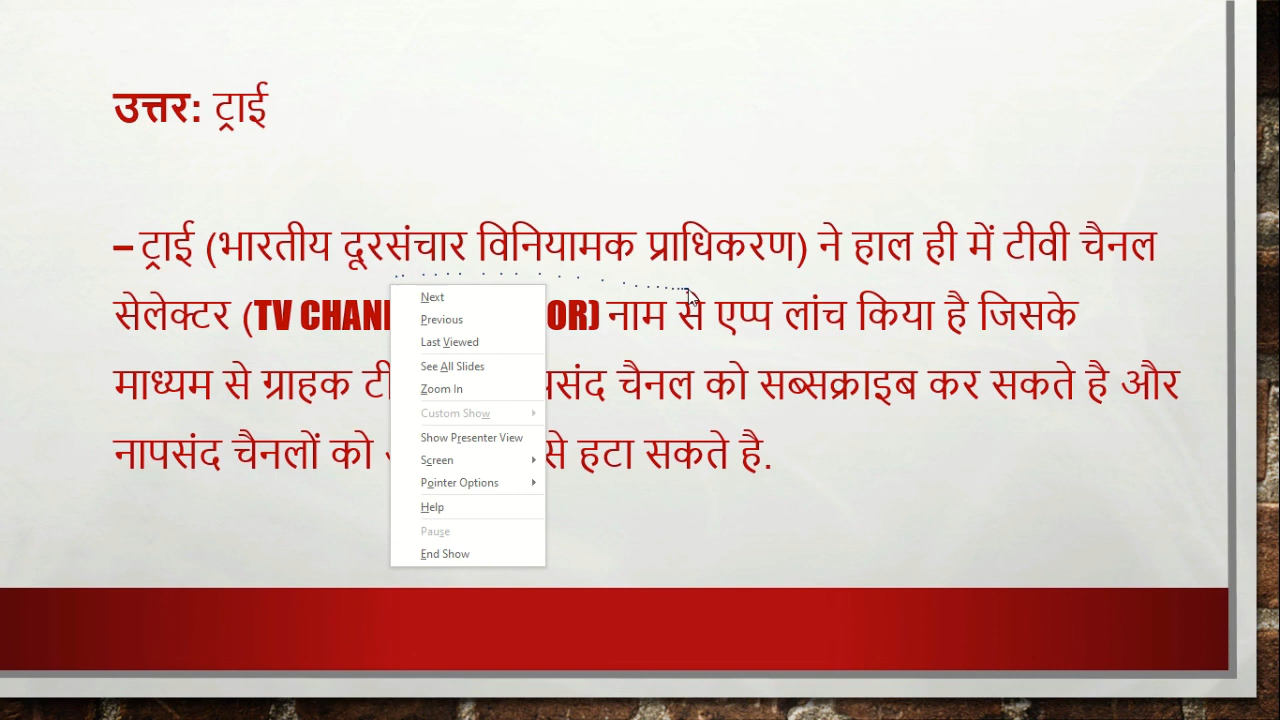 उत्तर: ट्राई
– ट्राई (भारतीय दूरसंचार विनियामक प्राधिकरण) ने हाल ही में टीवी चैनल
सेलेक्टर (TV CHAN OR) नाम से एप्प लांच किया है जिसके
माध्यम से ग्राहक चैनल को सब्सक्राइब कर सकते है और
नापसंद चैनलों को से हटा सकते है.
Next
Previous
Last Viewed
See All Slides
Zoom In
Custom Show
Show Presenter View
Screen
Pointer Options
Help
Pause
End Show